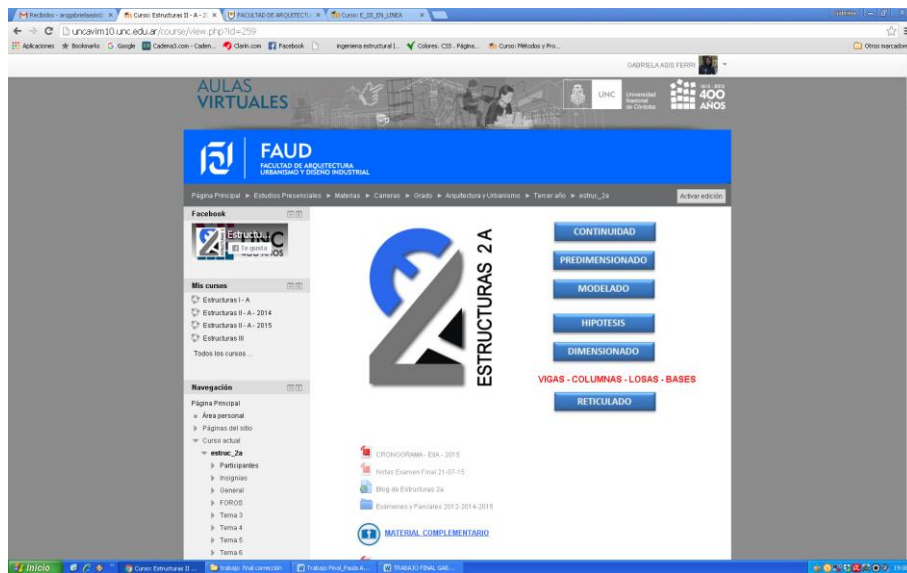 Recibidos - arqgabrielaasis
Curso: Estructuras II - A - 2
FACULTAD DE ARQUITECTU
Curso: E_III_EN_LINEA
uncavim10.unc.edu.ar/course/view.php?id=259
Aplicaciones
Bookmarks
Google
Cadena3.com - Caden...
Clarín.com
Facebook
ingenieria estructural |...
Colores. CSS . Página...
Curso: Métodos y Pro...
Otros marcadores
GABRIELA ASIS FERRI
AULAS
VIRTUALES
UNC
Universidad
Nacional
de Córdoba
400
AÑOS
FAUD
FACULTAD DE ARQUITECTURA
URBANISMO Y DISEÑO INDUSTRIAL
Página Principal ► Estudios Presenciales ► Materias ► Carreras ► Grado ► Arquitectura y Urbanismo ► Tercer año ► estruc_2a
Activar edición
Facebook
Estructu...
Te gusta
UNC
400 AÑOS
Mis cursos
Estructuras I - A
Estructuras II - A - 2014
Estructuras II - A - 2015
Estructuras III
Todos los cursos ...
Navegación
Página Principal
Área personal
Páginas del sitio
Curso actual
estruc_2a
Participantes
Insignias
General
FOROS
Tema 3
Tema 4
Tema 5
Tema 6
ESTRUCTURAS 2A
CONTINUIDAD
PREDIMENSIONADO
MODELADO
HIPOTESIS
DIMENSIONADO
VIGAS - COLUMNAS - LOSAS - BASES
RETICULADO
CRONOGRAMA - EIIA - 2015
Notas Examen Final 21-07-15
Blog de Estructuras 2a
Exámenes y Parciales 2012-2014-2015
MATERIAL COMPLEMENTARIO
Inicio
Curso: Estructuras II ...
trabajo final corrección
Trabajo Final_Paula A...
TRABAJO FINAL GAB...